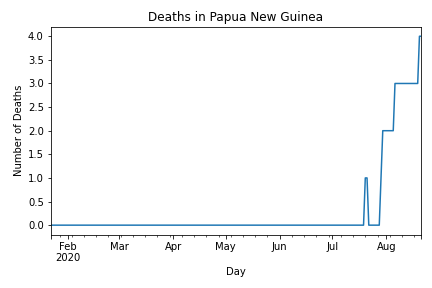 Deaths in Papua New Guinea
4.0
3.5
3.0
2.5
2.0
1.5
1.0
0.5
0.0
Number of Deaths
Feb Mar Apr May Jun Jul Aug
2020
Day